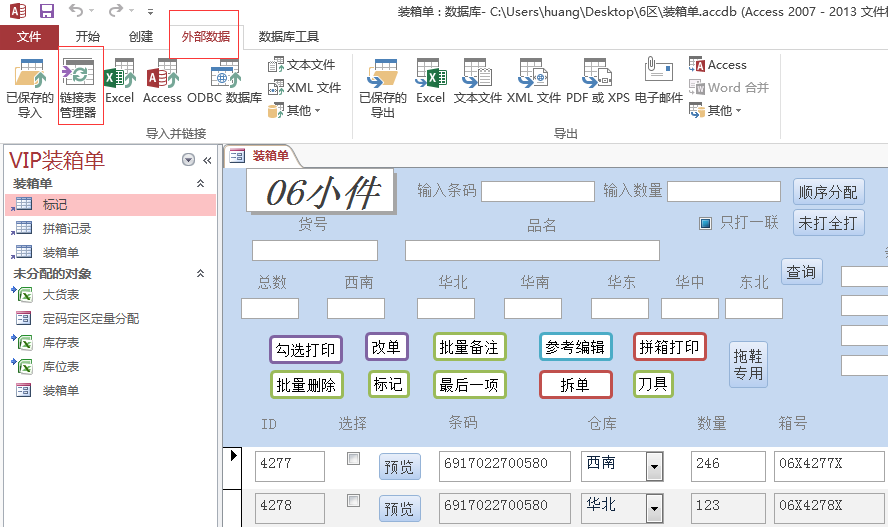 装箱单 : 数据库- C:\Users\huang\Desktop\6区\装箱单.accdb (Access 2007 - 2013 文件
文件 开始 创建 外部数据 数据库工具
已保存的导入 链接表管理器 Excel Access ODBC 数据库 文本文件 XML 文件 其他
已保存的导出 Excel 文本文件 XML 文件 PDF 或 XPS 电子邮件 Access Word 合并 其他
导入并链接 导出
VIP装箱单
装箱单
标记
拼箱记录
装箱单
未分配的对象
大货表
定码定区定量分配
库存表
库位表
装箱单
装箱单
06小件 输入条码 输入数量 顺序分配
货号 品名 只打一联 未打全打
总数 西南 华北 华南 华东 华中 东北 查询
勾选打印 改单 批量备注 参考编辑 拼箱打印 拖鞋专用
批量删除 标记 最后一项 拆单 刀具
ID 选择 条码 仓库 数量 箱号
4277 预览 6917022700580 西南 246 06X4277X
4278 预览 6917022700580 华北 123 06X4278X